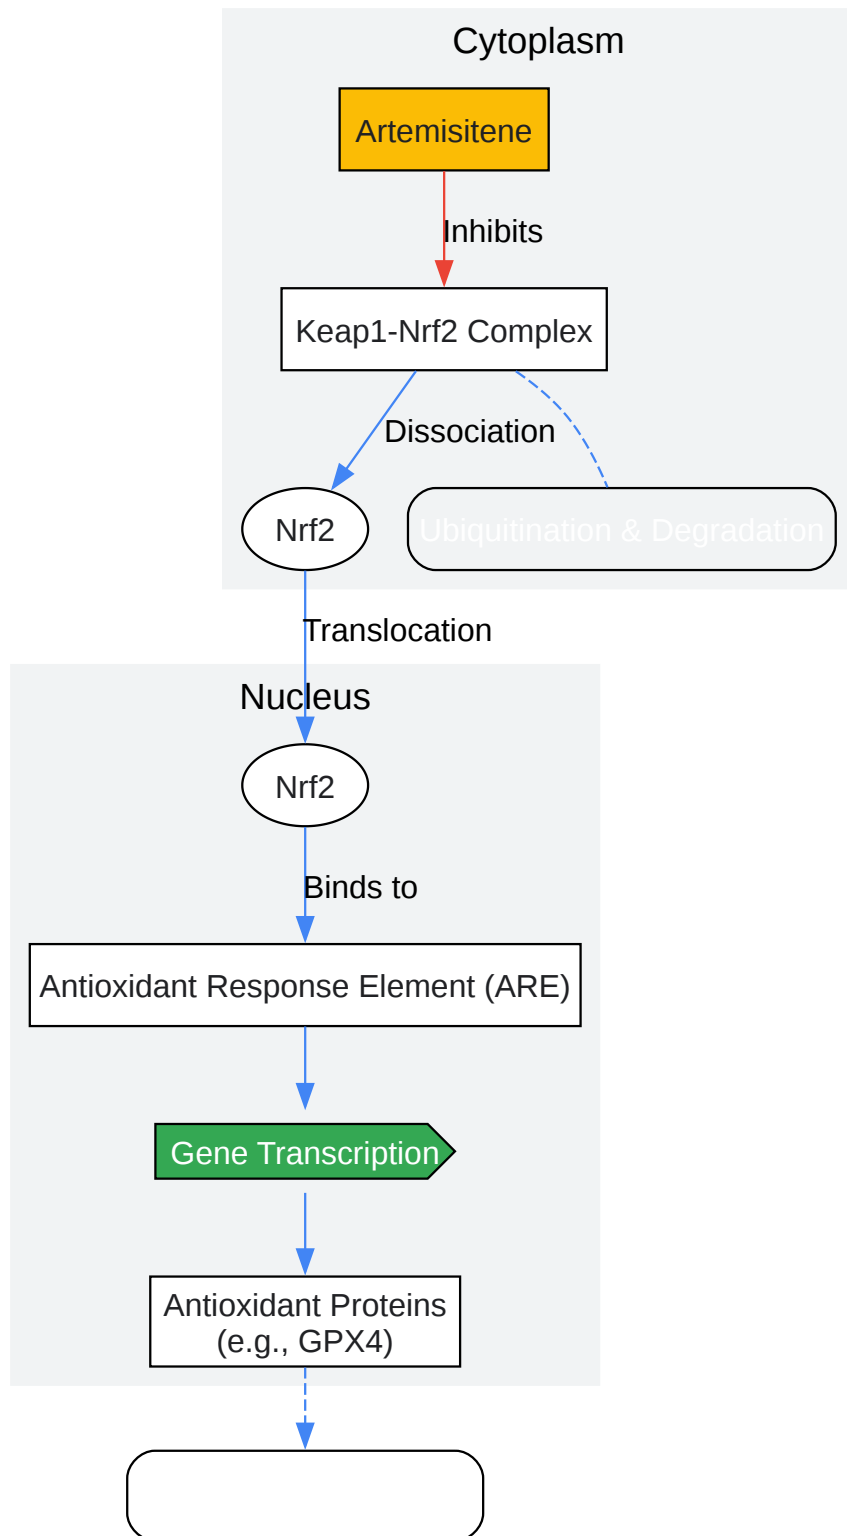 Cytoplasm
Artemisitene
Inhibits
Keap1-Nrf2 Complex
Dissociation
Nrf2
Ubiquitination & Degradation
Translocation
Nucleus
Nrf2
Binds to
Antioxidant Response Element (ARE)
Gene Transcription
Antioxidant Proteins
(e.g., GPX4)